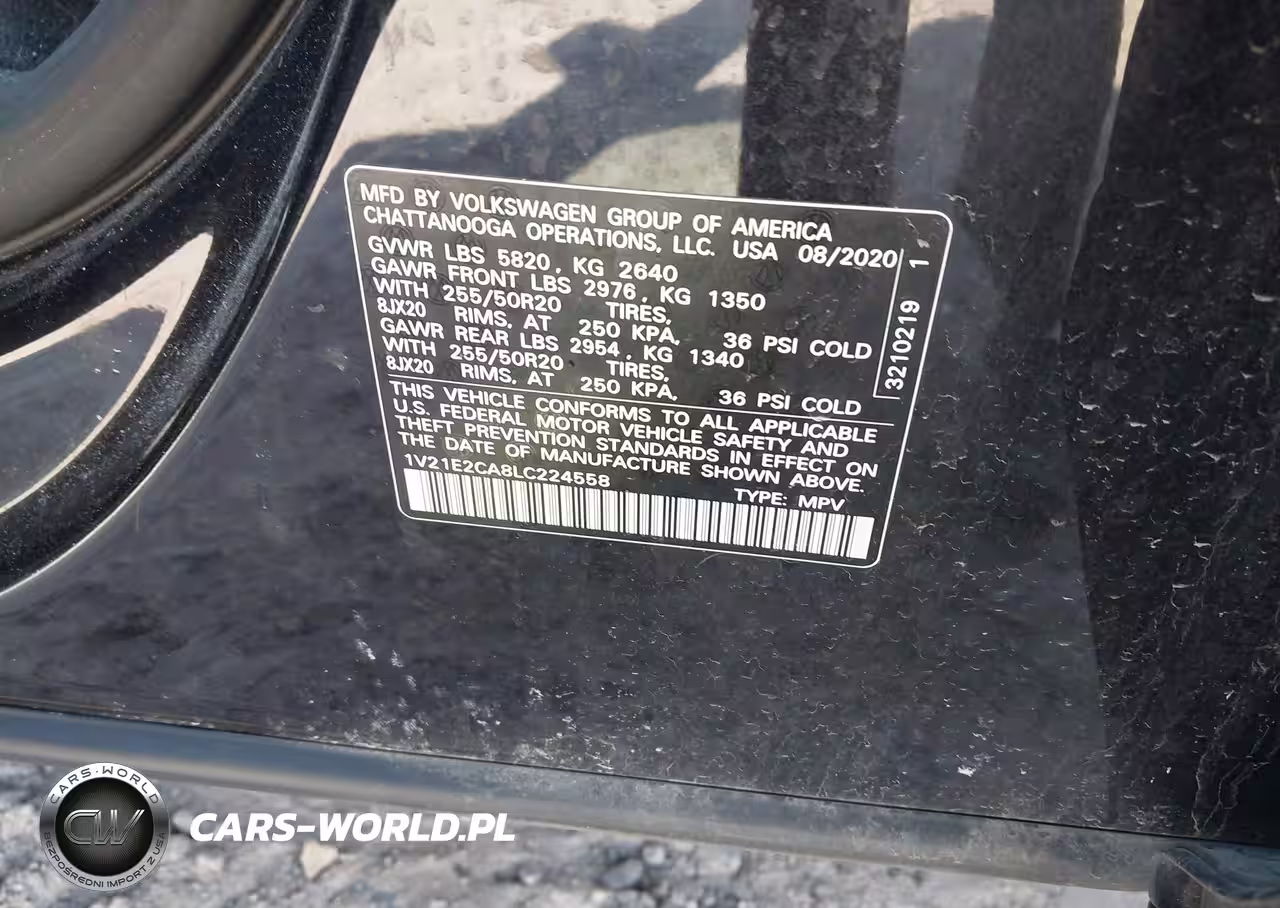 MFD BY VOLKSWAGEN GROUP OF AMERICA
CHATTANOOGA OPERATIONS, LLC. USA 08/2020
GVWR LBS 5820, KG 2640
GAWR FRONT LBS 2976, KG 1350
WITH 255/50R20 TIRES,
8JX20 RIMS, AT 250 KPA, 36 PSI COLD
GAWR REAR LBS 2954, KG 1340
WITH 255/50R20 TIRES,
8JX20 RIMS, AT 250 KPA, 36 PSI COLD
3210219 1
THIS VEHICLE CONFORMS TO ALL APPLICABLE
U.S. FEDERAL MOTOR VEHICLE SAFETY AND
THEFT PREVENTION STANDARDS IN EFFECT ON
THE DATE OF MANUFACTURE SHOWN ABOVE.
1V21E2CA8LC224558 TYPE: MPV
CARS-WORLD
CW
BEZPOŚREDNI IMPORT Z USA
CARS-WORLD.PL